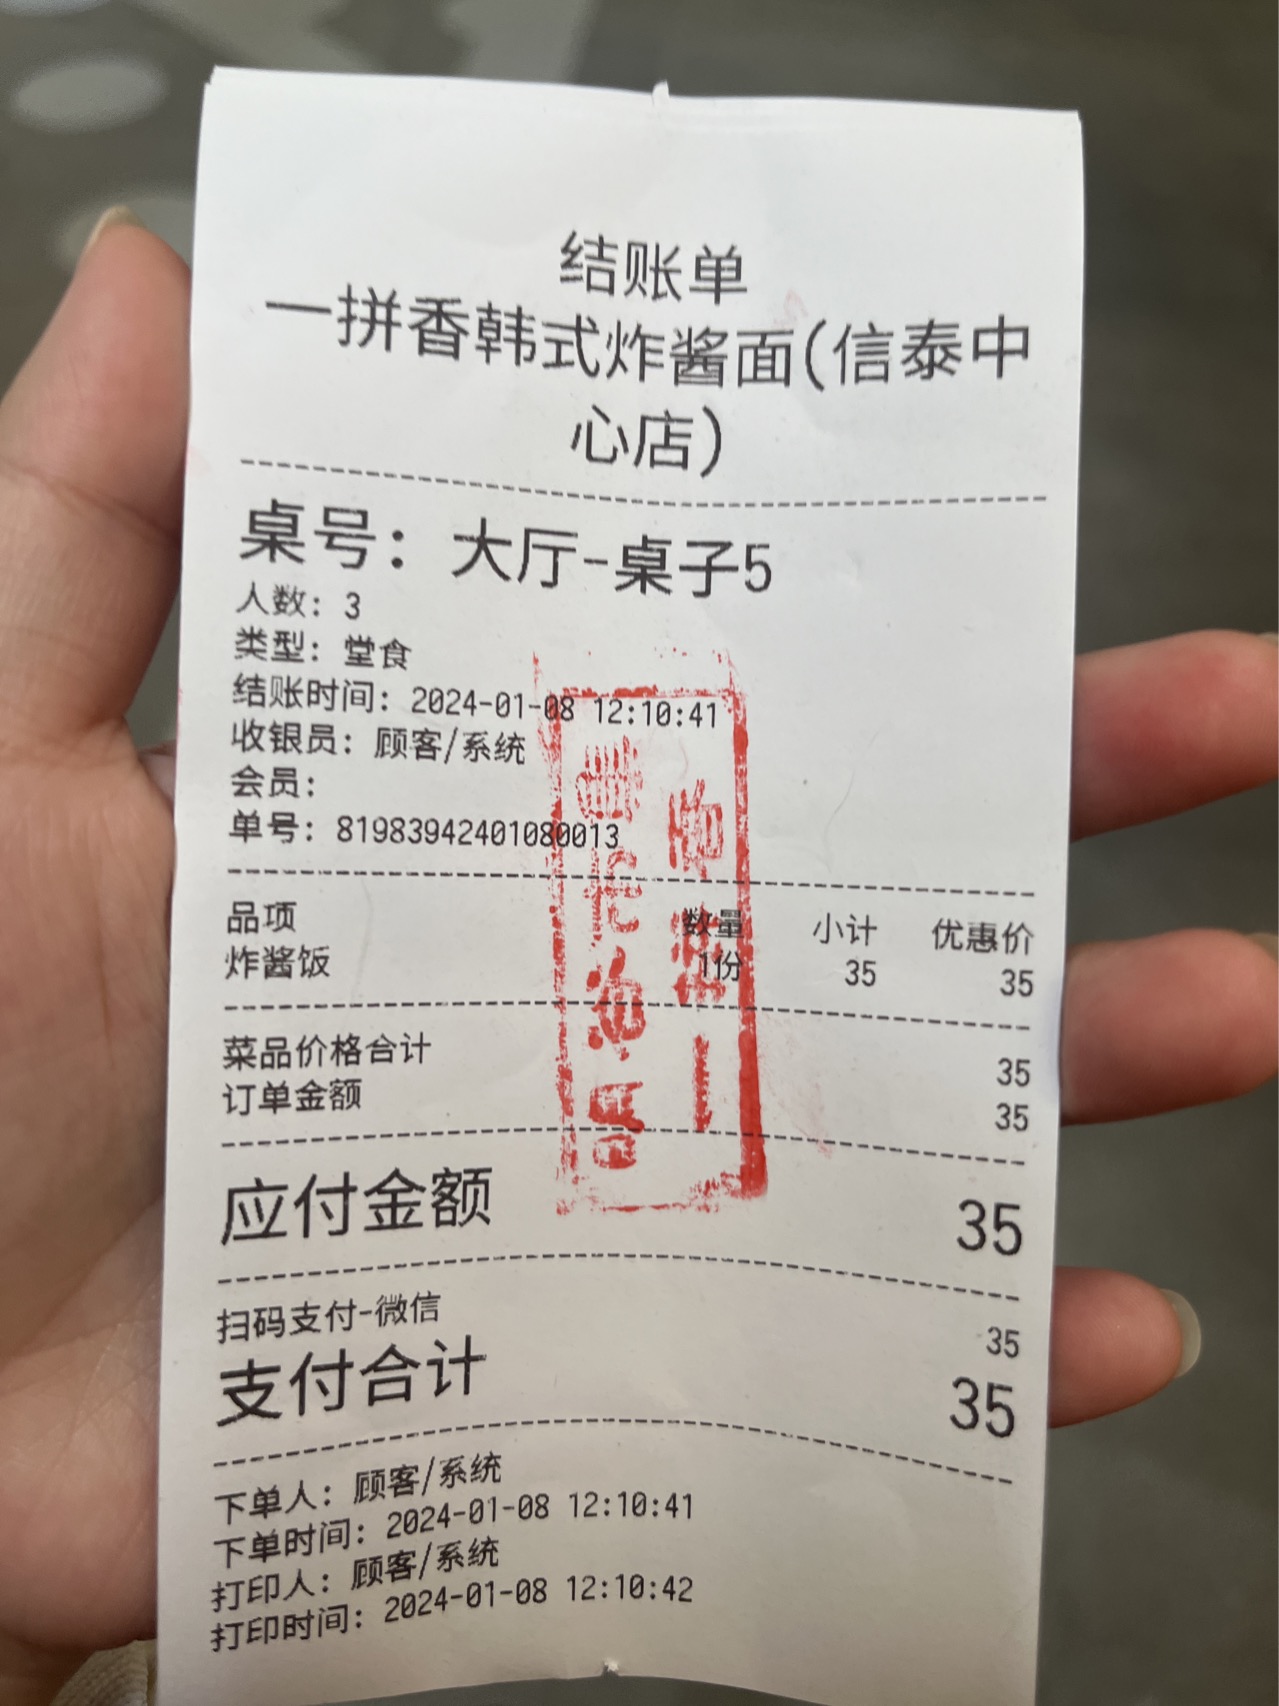 结账单
一拼香韩式炸酱面(信泰中
心店)
桌号：大厅-桌子5
人数：3
类型：堂食
结账时间：2024-01-08 12:10:41
收银员：顾客/系统
会员：
单号：81983942401080013
品项 数量 小计 优惠价
炸酱饭 1份 35 35
菜品价格合计 35
订单金额 35
应付金额 35
扫码支付-微信 35
支付合计 35
下单人：顾客/系统
下单时间：2024-01-08 12:10:41
打印人：顾客/系统
打印时间：2024-01-08 12:10:42